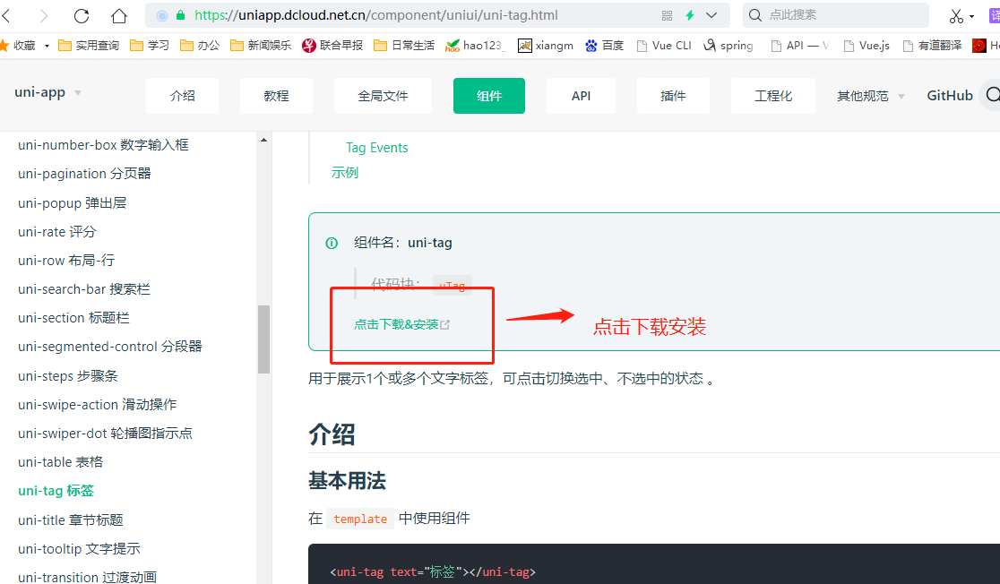 https://uniapp.dcloud.net.cn/component/uniui/uni-tag.html
点此搜索
收藏
实用查询
学习
办公
新闻娱乐
联合早报
日常生活
hao123_
xiangm
百度
Vue CLI
spring
API — V
Vue.js
有道翻译
uni-app
介绍
教程
全局文件
组件
API
插件
工程化
其他规范
GitHub
uni-number-box 数字输入框
uni-pagination 分页器
uni-popup 弹出层
uni-rate 评分
uni-row 布局-行
uni-search-bar 搜索栏
uni-section 标题栏
uni-segmented-control 分段器
uni-steps 步骤条
uni-swipe-action 滑动操作
uni-swiper-dot 轮播图指示点
uni-table 表格
uni-tag 标签
uni-title 章节标题
uni-tooltip 文字提示
uni-transition 过渡动画
Tag Events
示例
组件名：uni-tag
代码块： uTag
点击下载&安装
点击下载安装
用于展示1个或多个文字标签，可点击切换选中、不选中的状态 。
介绍
基本用法
在 template 中使用组件
<uni-tag text="标签"></uni-tag>